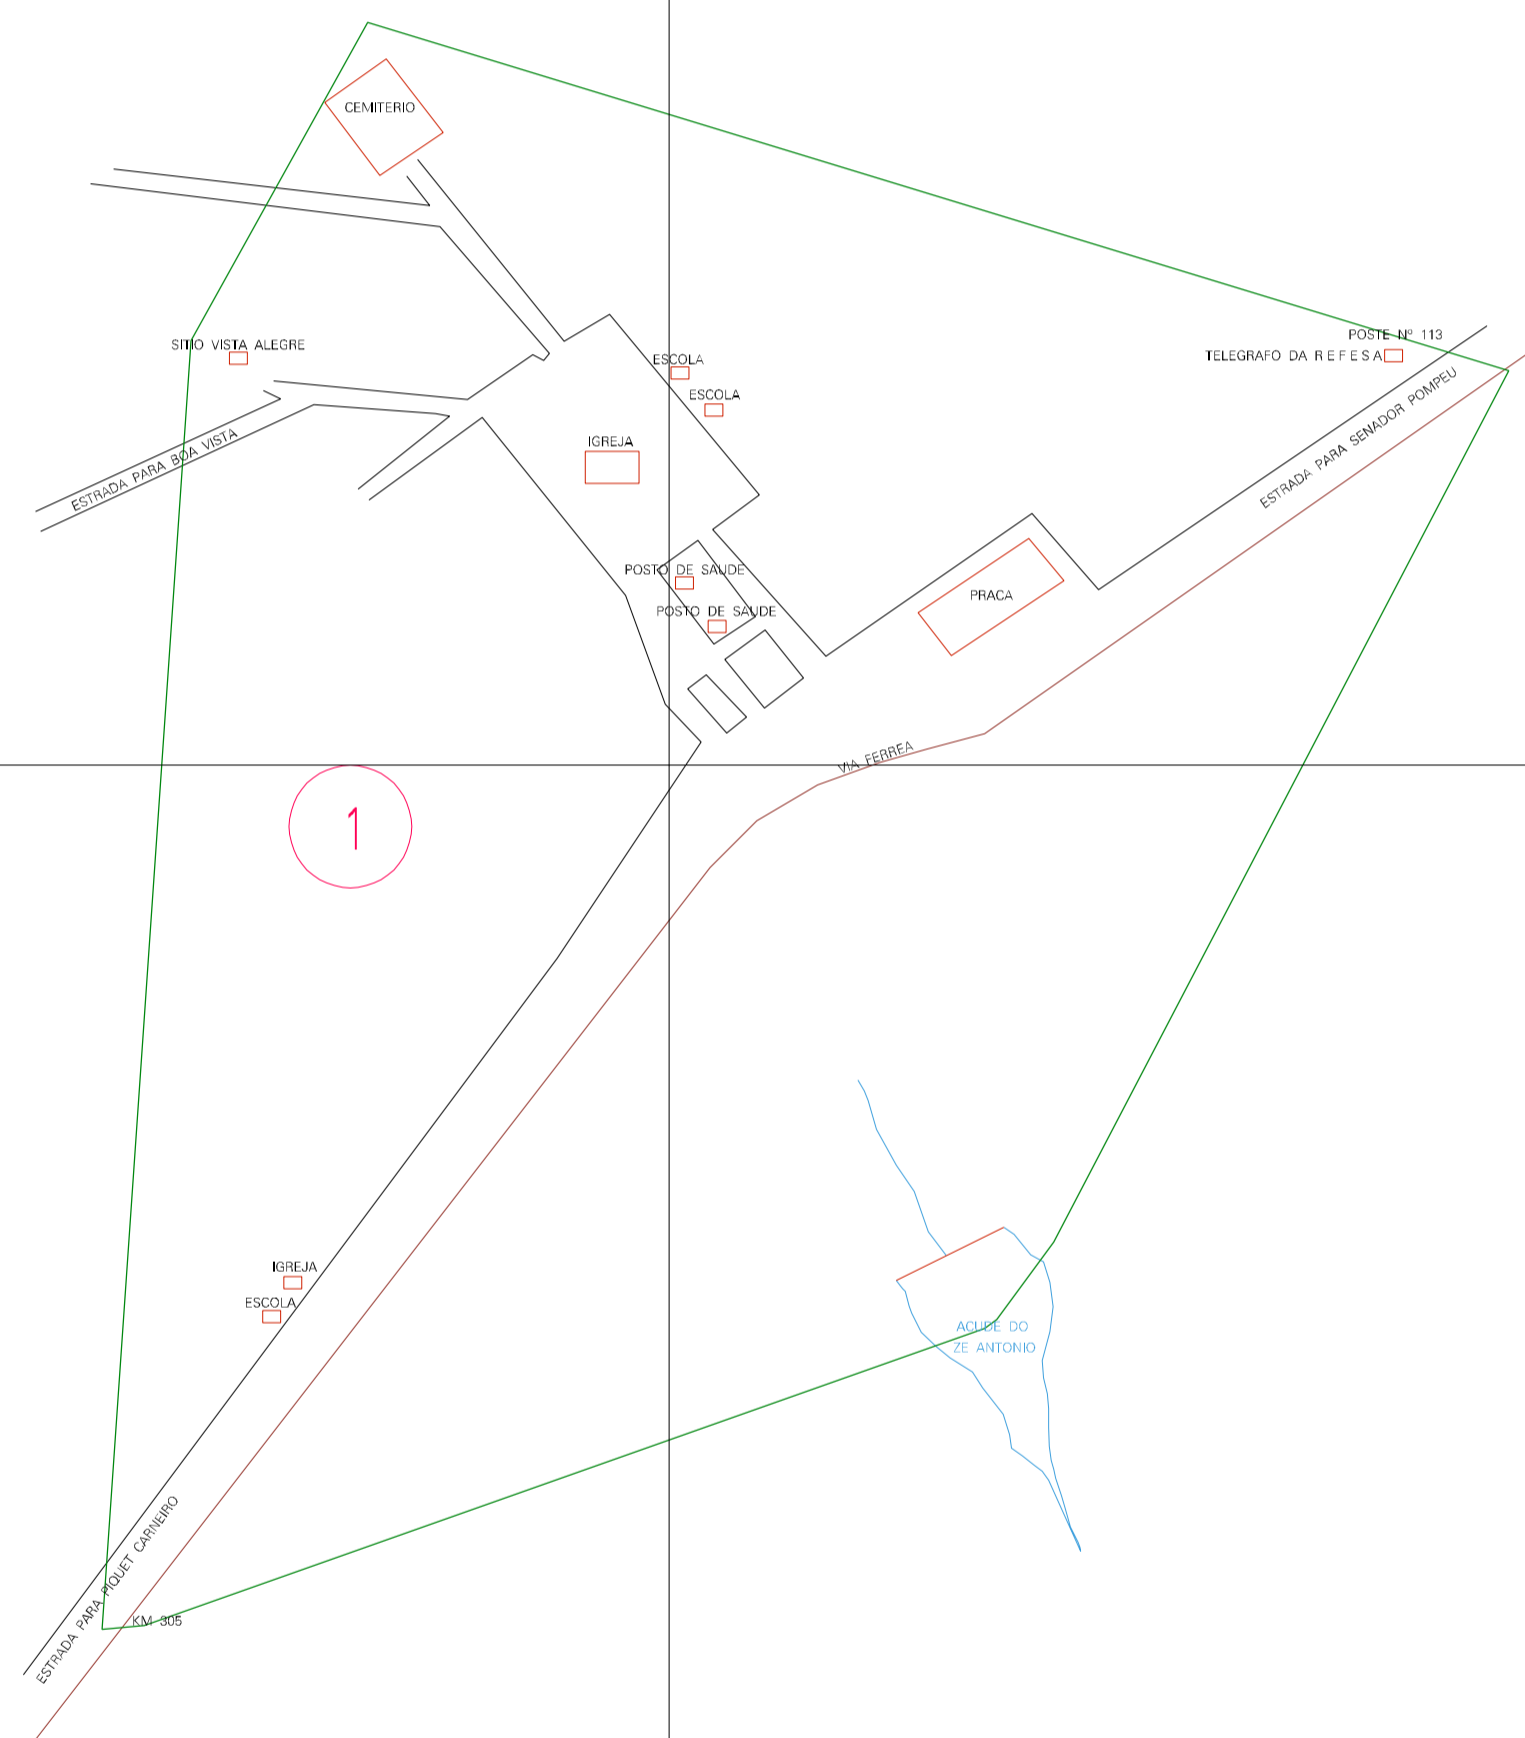 CEMITERIO
POSTE Nº 113
SITIO VISTA ALEGRE
TELEGRAFO DA R E F E S A
ESCOLA
ESCOLA
ESTRADA PARA SENADOR POMPEU
IGREJA
ESTRADA PARA BOA VISTA
POSTO DE SAUDE
PRACA
POSTO DE SAUDE
VIA FERREA
1
IGREJA
ESCOLA
ACUDE DO
ZE ANTONIO
ESTRADA PARA PIQUET CARNEIRO
KM 305